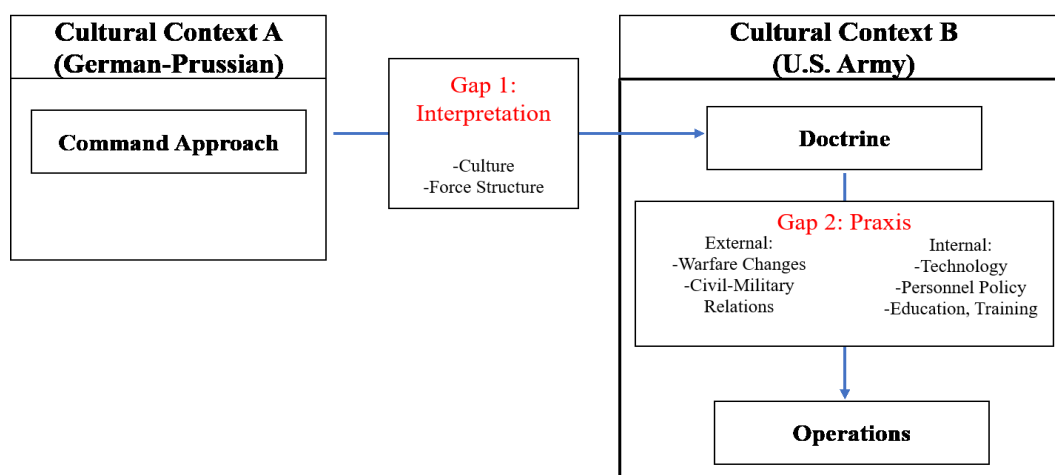 Cultural Context A
(German-Prussian)
Command Approach
Gap 1:
Interpretation
-Culture
-Force Structure
Cultural Context B
(U.S. Army)
Doctrine
Gap 2: Praxis
External:
-Warfare Changes
-Civil-Military
Relations
Internal:
-Technology
-Personnel Policy
-Education, Training
Operations